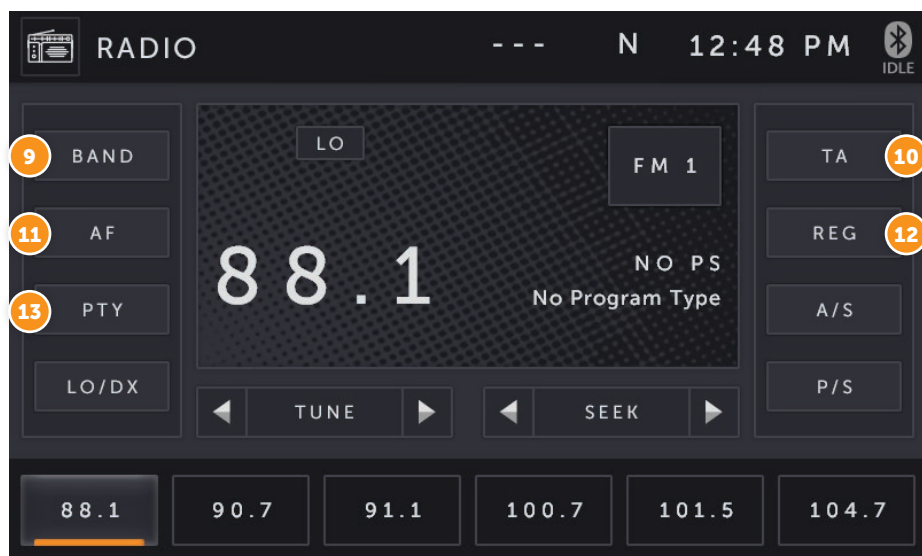 RADIO --- N 12:48 PM IDLE
9 BAND LO FM 1 TA 10
11 AF REG 12
88.1 NO PS
No Program Type
13 PTY A/S
LO/DX TUNE SEEK P/S
88.1 90.7 91.1 100.7 101.5 104.7